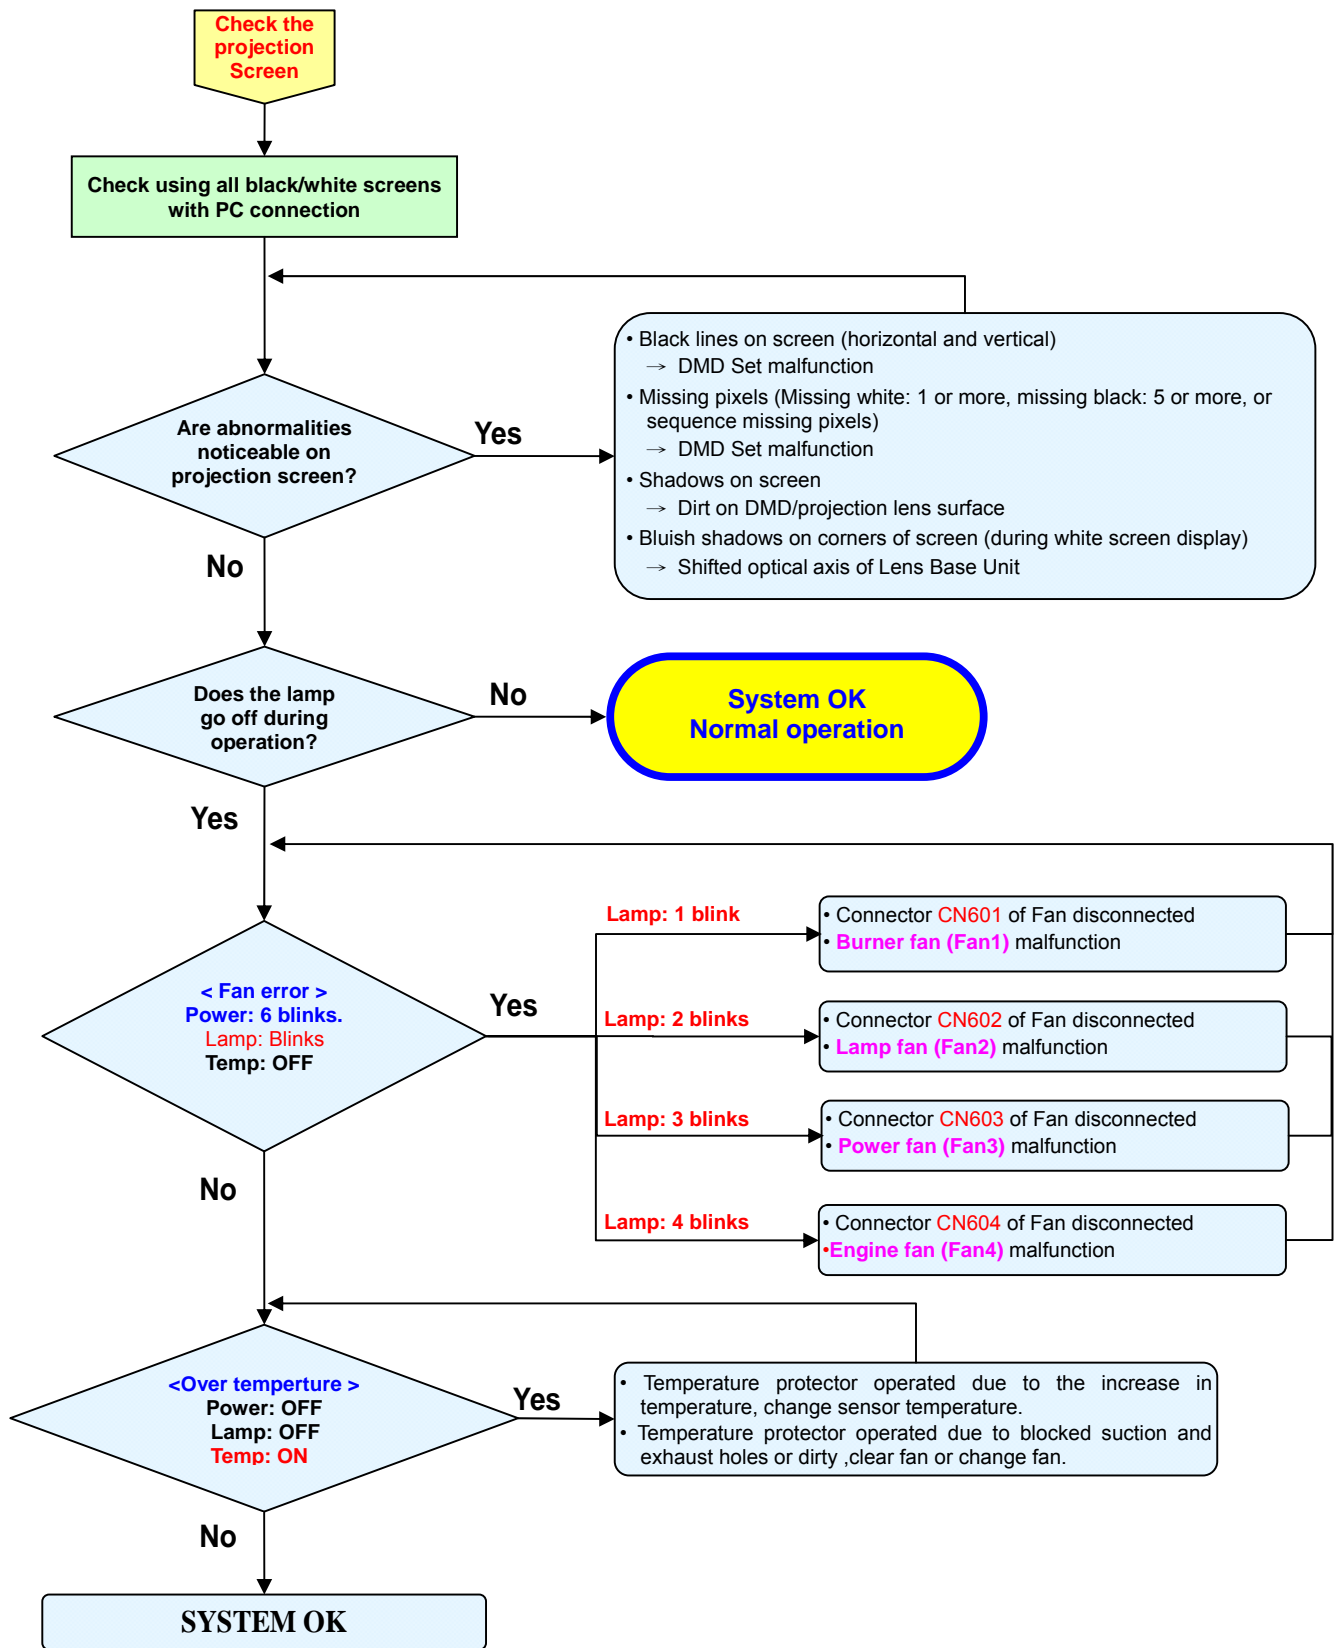 Check the
projection
Screen
Check using all black/white screens
with PC connection
Are abnormalities
noticeable on
projection screen?
Yes
• Black lines on screen (horizontal and vertical)
→ DMD Set malfunction
• Missing pixels (Missing white: 1 or more, missing black: 5 or more, or
sequence missing pixels)
→ DMD Set malfunction
• Shadows on screen
→ Dirt on DMD/projection lens surface
• Bluish shadows on corners of screen (during white screen display)
→ Shifted optical axis of Lens Base Unit
No
Does the lamp
go off during
operation?
No
System OK
Normal operation
Yes
< Fan error >
Power: 6 blinks.
Lamp: Blinks
Temp: OFF
Yes
Lamp: 1 blink
• Connector CN601 of Fan disconnected
• Burner fan (Fan1) malfunction
Lamp: 2 blinks
• Connector CN602 of Fan disconnected
• Lamp fan (Fan2) malfunction
Lamp: 3 blinks
• Connector CN603 of Fan disconnected
• Power fan (Fan3) malfunction
Lamp: 4 blinks
• Connector CN604 of Fan disconnected
•Engine fan (Fan4) malfunction
No
<Over temperture >
Power: OFF
Lamp: OFF
Temp: ON
Yes
• Temperature protector operated due to the increase in
temperature, change sensor temperature.
• Temperature protector operated due to blocked suction and
exhaust holes or dirty ,clear fan or change fan.
No
SYSTEM OK